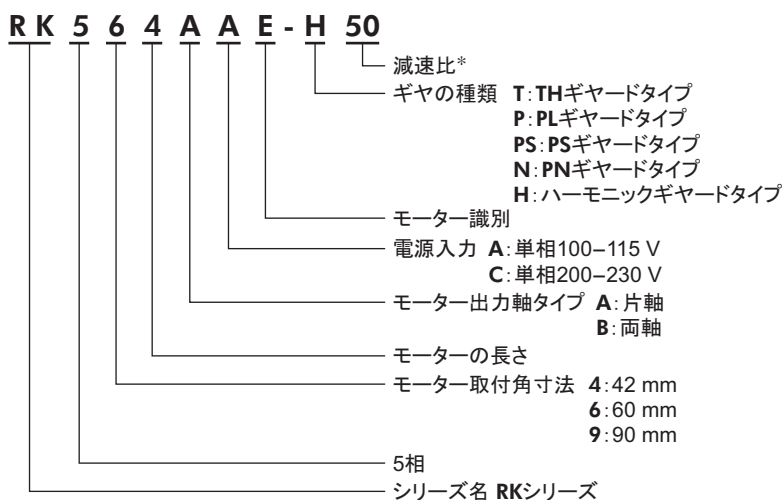 RK564AAE-H50
減速比*
ギヤの種類 T:THギヤードタイプ
P:PLギヤードタイプ
PS:PSギヤードタイプ
N:PNギヤードタイプ
H:ハーモニックギヤードタイプ
モーター識別
電源入力 A:単相100−115 V
C:単相200−230 V
モーター出力軸タイプ A:片軸
B:両軸
モーターの長さ
モーター取付角寸法 4:42 mm
6:60 mm
9:90 mm
5相
シリーズ名 RKシリーズ